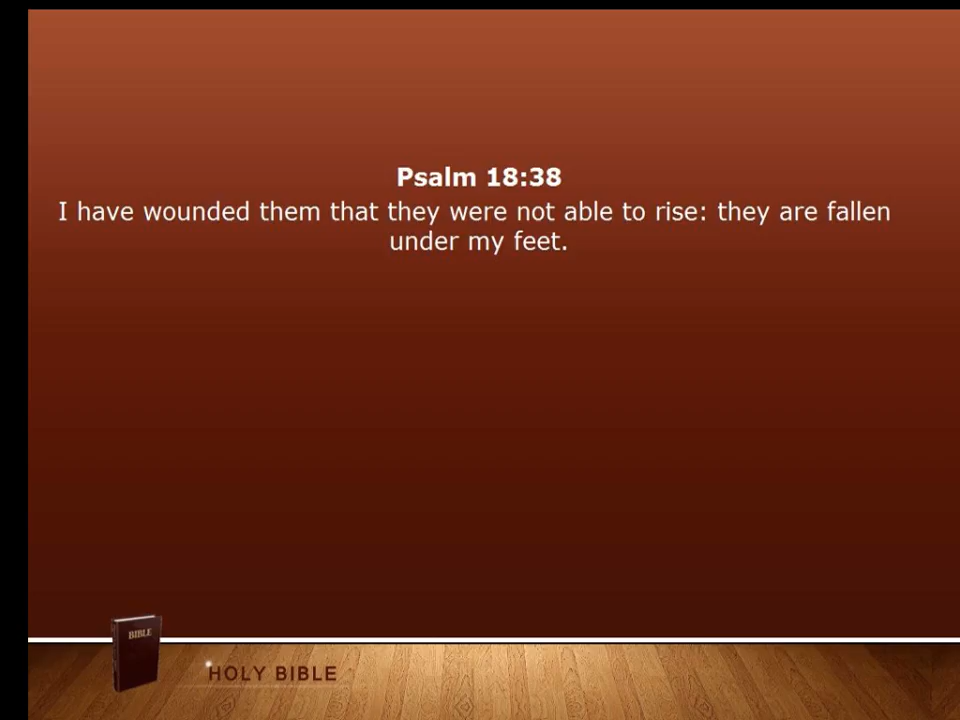 Psalm 18:38
I have wounded them that they were not able to rise: they are fallen
under my feet.
BIBLE
HOLY BIBLE